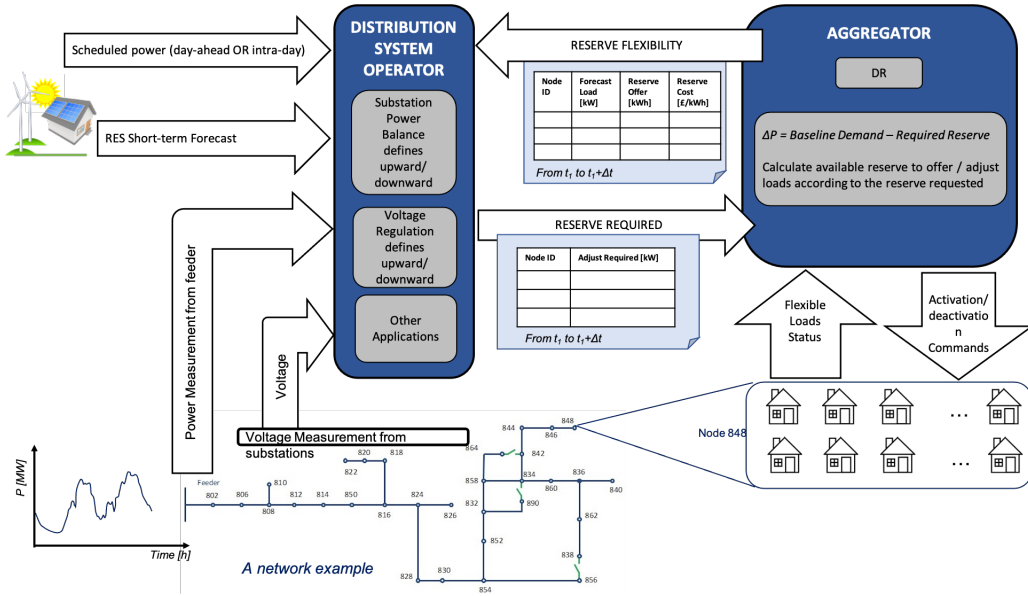 Scheduled power (day-ahead OR intra-day)
RES Short-term Forecast
Power Measurement from feeder
Voltage
DISTRIBUTION
SYSTEM
OPERATOR
Substation
Power
Balance
defines
upward/
downward
Voltage
Regulation
defines
upward/
downward
Other
Applications
RESERVE FLEXIBILITY
Node ID
Forecast Load [kW]
Reserve Offer [kWh]
Reserve Cost [£/kWh]
From t₁ to t₁+Δt
RESERVE REQUIRED
Node ID
Adjust Required [kW]
From t₁ to t₁+Δt
AGGREGATOR
DR
ΔP = Baseline Demand – Required Reserve
Calculate available reserve to offer / adjust
loads according to the reserve requested
Flexible
Loads
Status
Activation/
deactivatio
n
Commands
Node 848
...
...
Voltage Measurement from
substations
P [MW]
Time [h]
Feeder
802
806
808
810
812
814
850
816
818
820
822
824
826
828
830
854
852
832
858
864
834
842
844
846
848
890
860
836
840
862
838
856
A network example